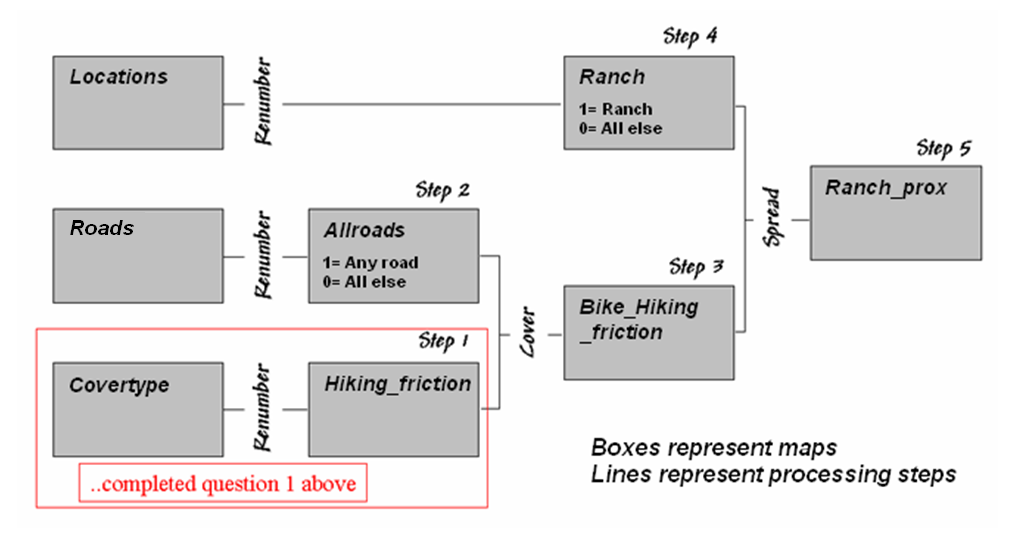 Step 4
Locations
Renumber
Ranch
1= Ranch
0= All else
Step 5
Ranch_prox
Spread
Step 2
Roads
Renumber
Allroads
1= Any road
0= All else
Step 3
Bike_Hiking
_friction
Cover
Step 1
Covertype
Renumber
Hiking_friction
..completed question 1 above
Boxes represent maps
Lines represent processing steps